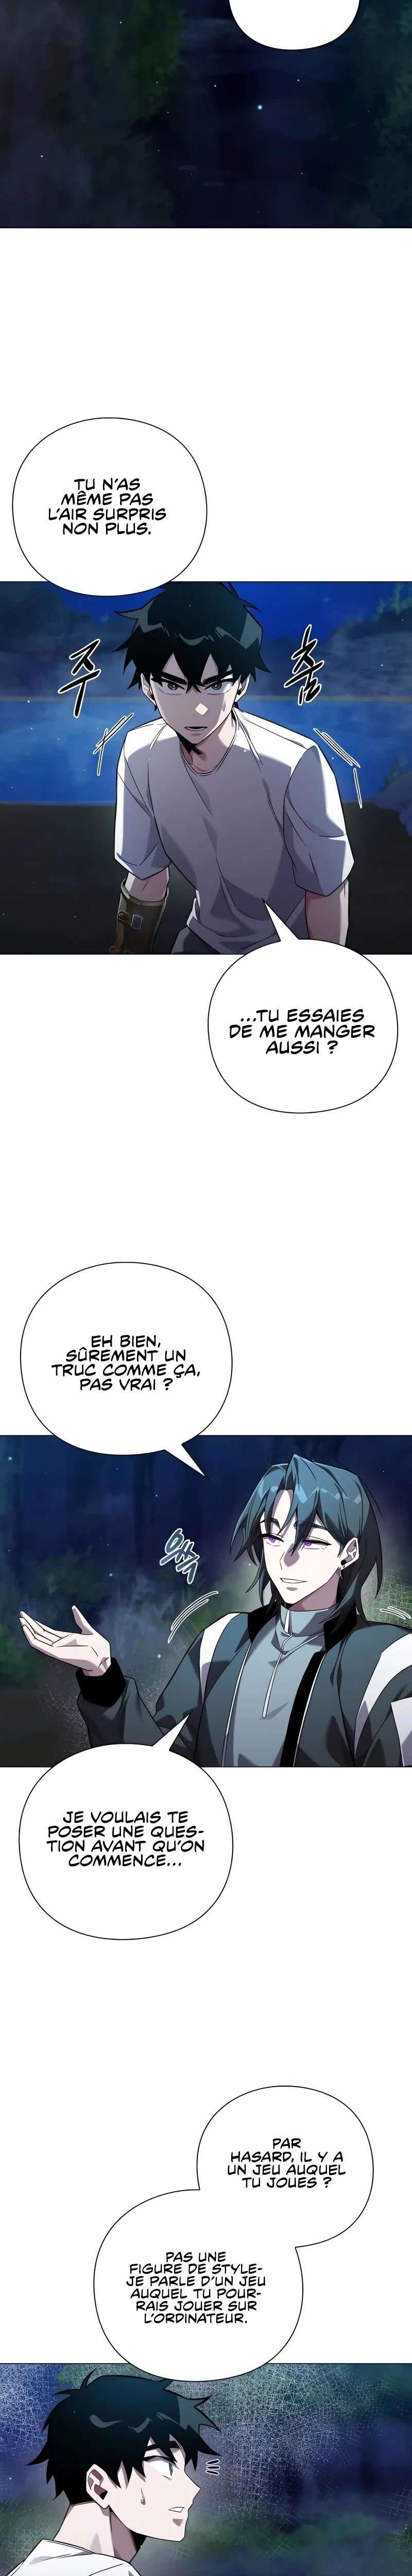 TU N'AS
MÊME PAS
L'AIR SURPRIS
NON PLUS.
주
춤
...TU ESSAIES
DE ME MANGER
AUSSI ?
EH BIEN,
SÛREMENT UN
TRUC COMME ÇA,
PAS VRAI ?
JE VOULAIS TE
POSER UNE QUES-
TION AVANT QU'ON
COMMENCE...
PAR
HASARD, IL Y A
UN JEU AUQUEL
TU JOUES ?
PAS UNE
FIGURE DE STYLE-
JE PARLE D'UN JEU
AUQUEL TU POUR-
RAIS JOUER SUR
L'ORDINATEUR.